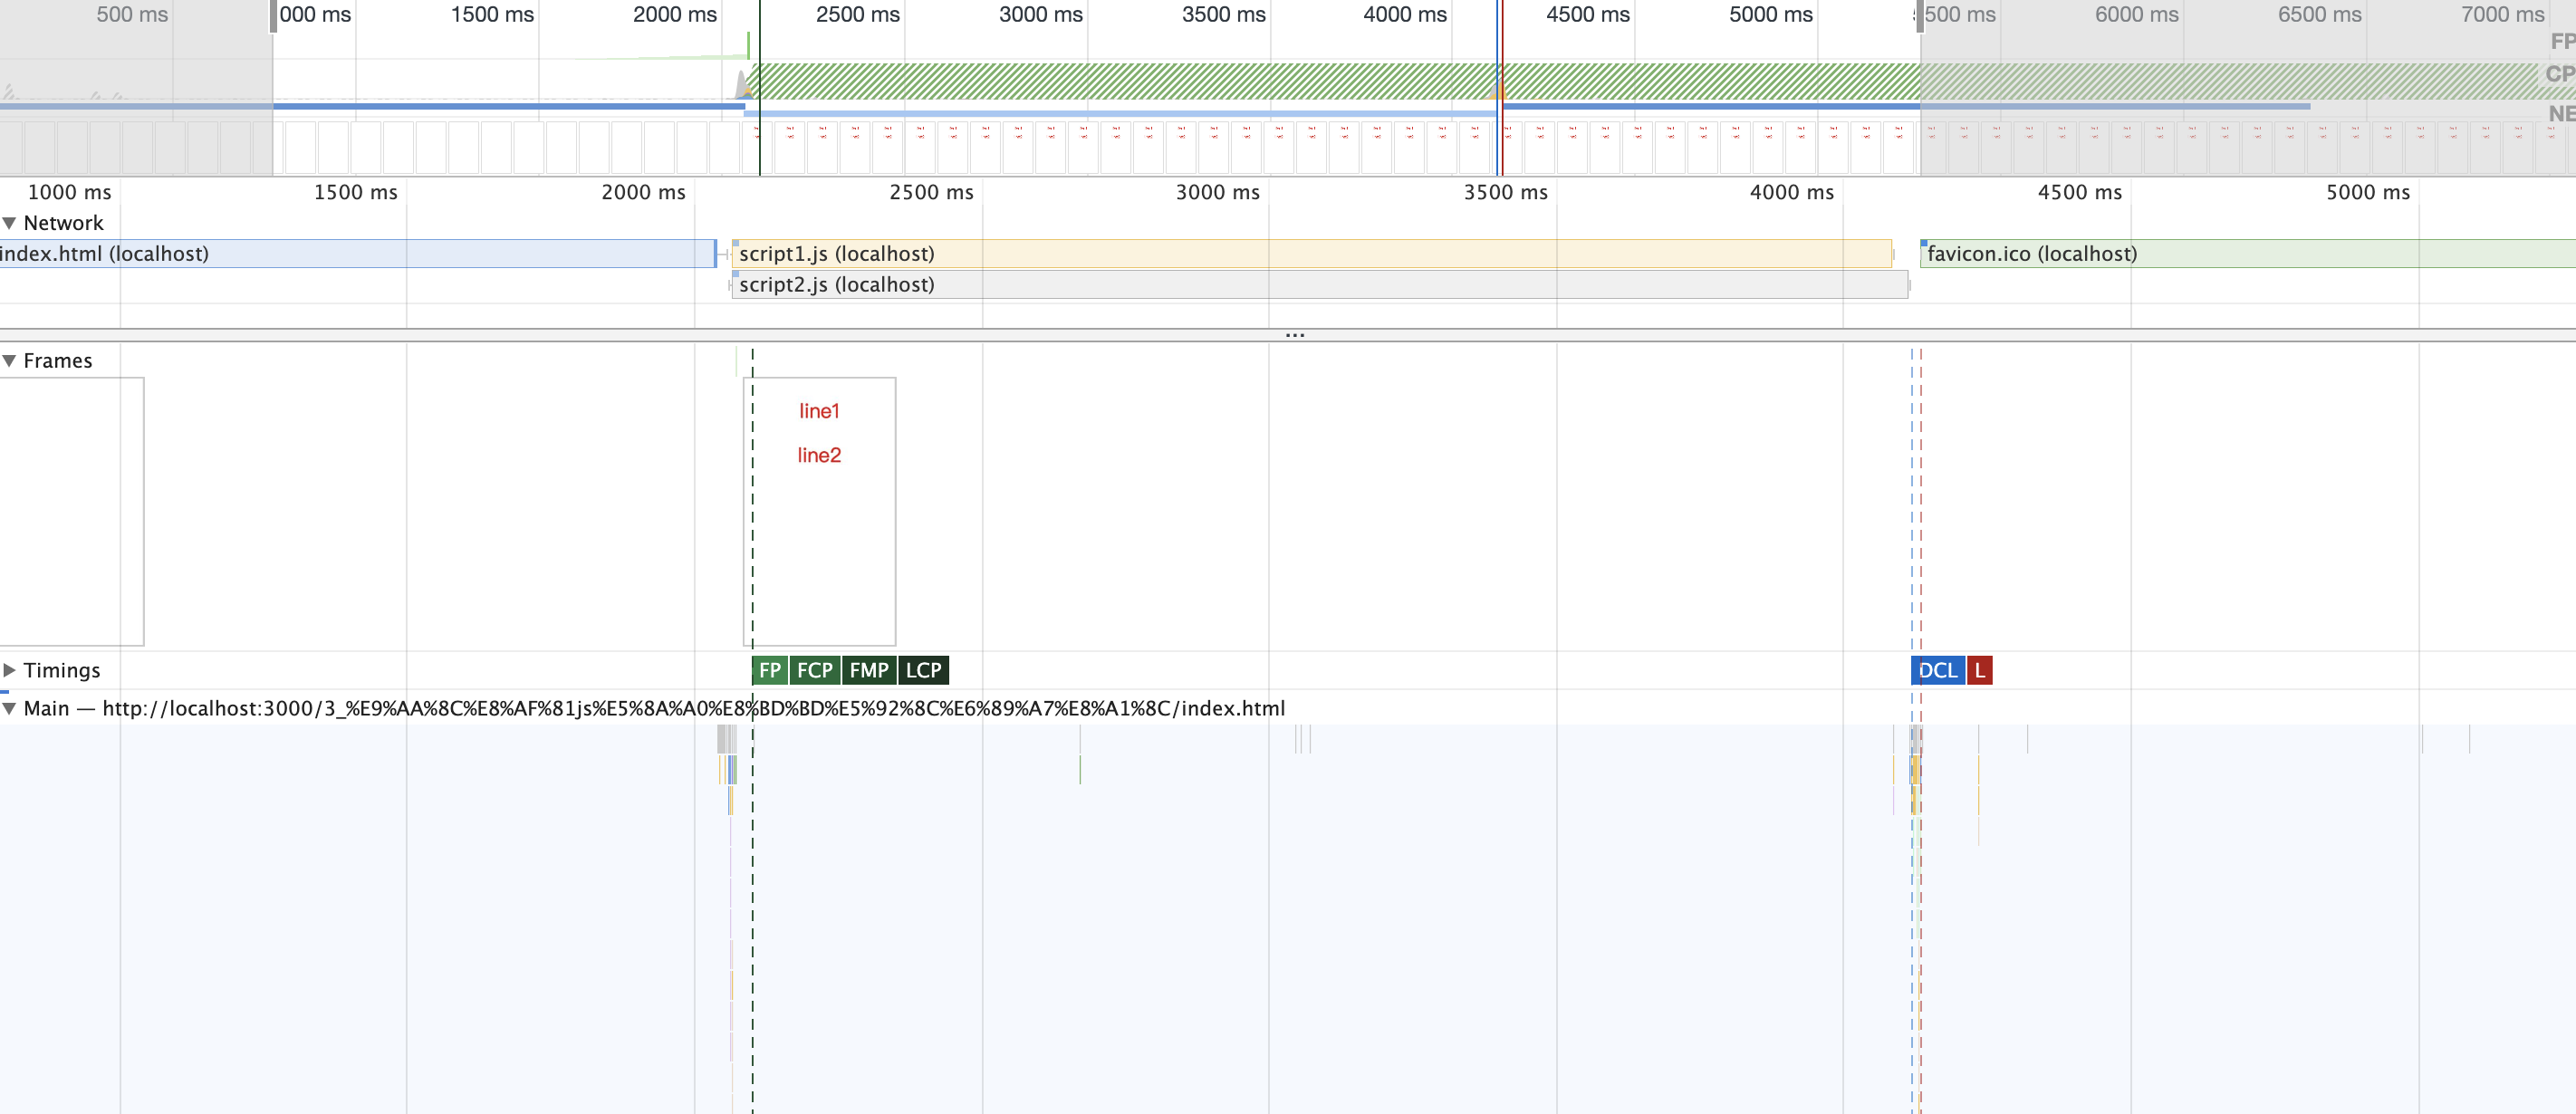 500 ms 000 ms 1500 ms 2000 ms 2500 ms 3000 ms 3500 ms 4000 ms 4500 ms 5000 ms 500 ms 6000 ms 6500 ms 7000 ms
FP
CP
NE
1000 ms 1500 ms 2000 ms 2500 ms 3000 ms 3500 ms 4000 ms 4500 ms 5000 ms
Network
index.html (localhost) script1.js (localhost) favicon.ico (localhost)
script2.js (localhost)
...
Frames
line1
line2
Timings FP FCP FMP LCP DCL L
Main — http://localhost:3000/3_%E9%AA%8C%E8%AF%81js%E5%8A%A0%E8%BD%BD%E5%92%8C%E6%89%A7%E8%A1%8C/index.html